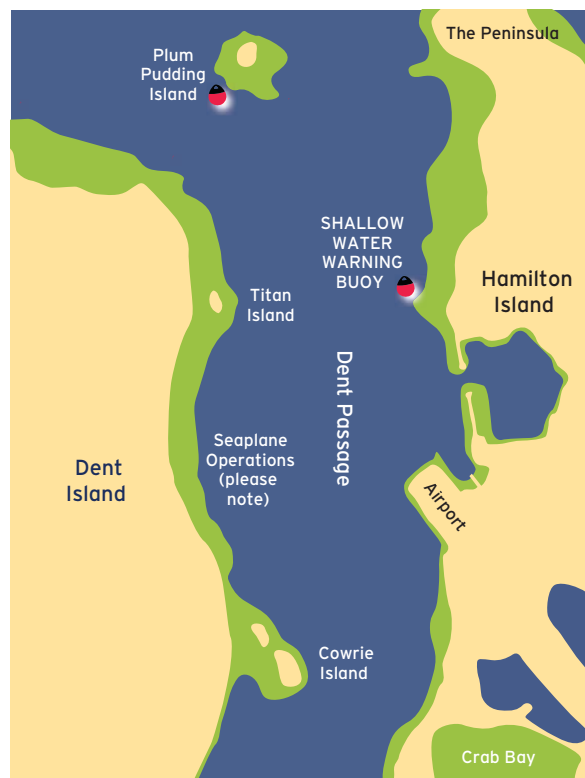 The Peninsula
Plum
Pudding
Island
SHALLOW
WATER
WARNING
BUOY
Hamilton
Island
Titan
Island
Dent Passage
Seaplane
Operations
(please
note)
Dent
Island
Airport
Cowrie
Island
Crab Bay